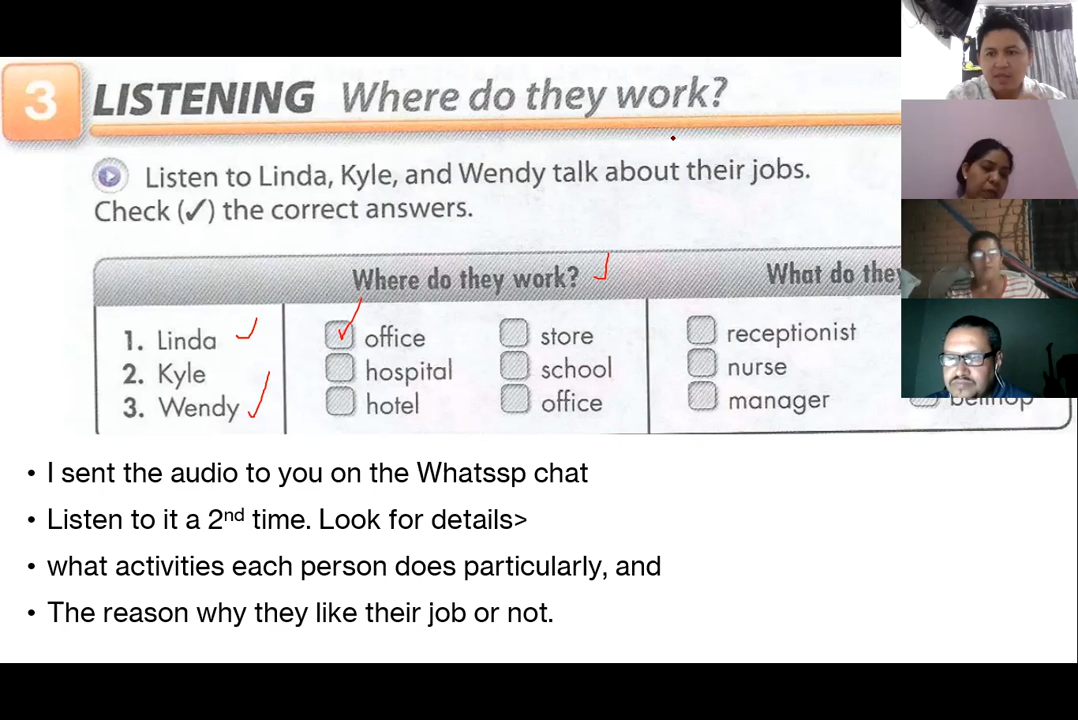 3 LISTENING Where do they work?
Listen to Linda, Kyle, and Wendy talk about their jobs.
Check (✓) the correct answers.
Where do they work? What do they
1. Linda office store receptionist
2. Kyle hospital school nurse
3. Wendy hotel office manager bellhop
• I sent the audio to you on the Whatssp chat
• Listen to it a 2nd time. Look for details>
• what activities each person does particularly, and
• The reason why they like their job or not.